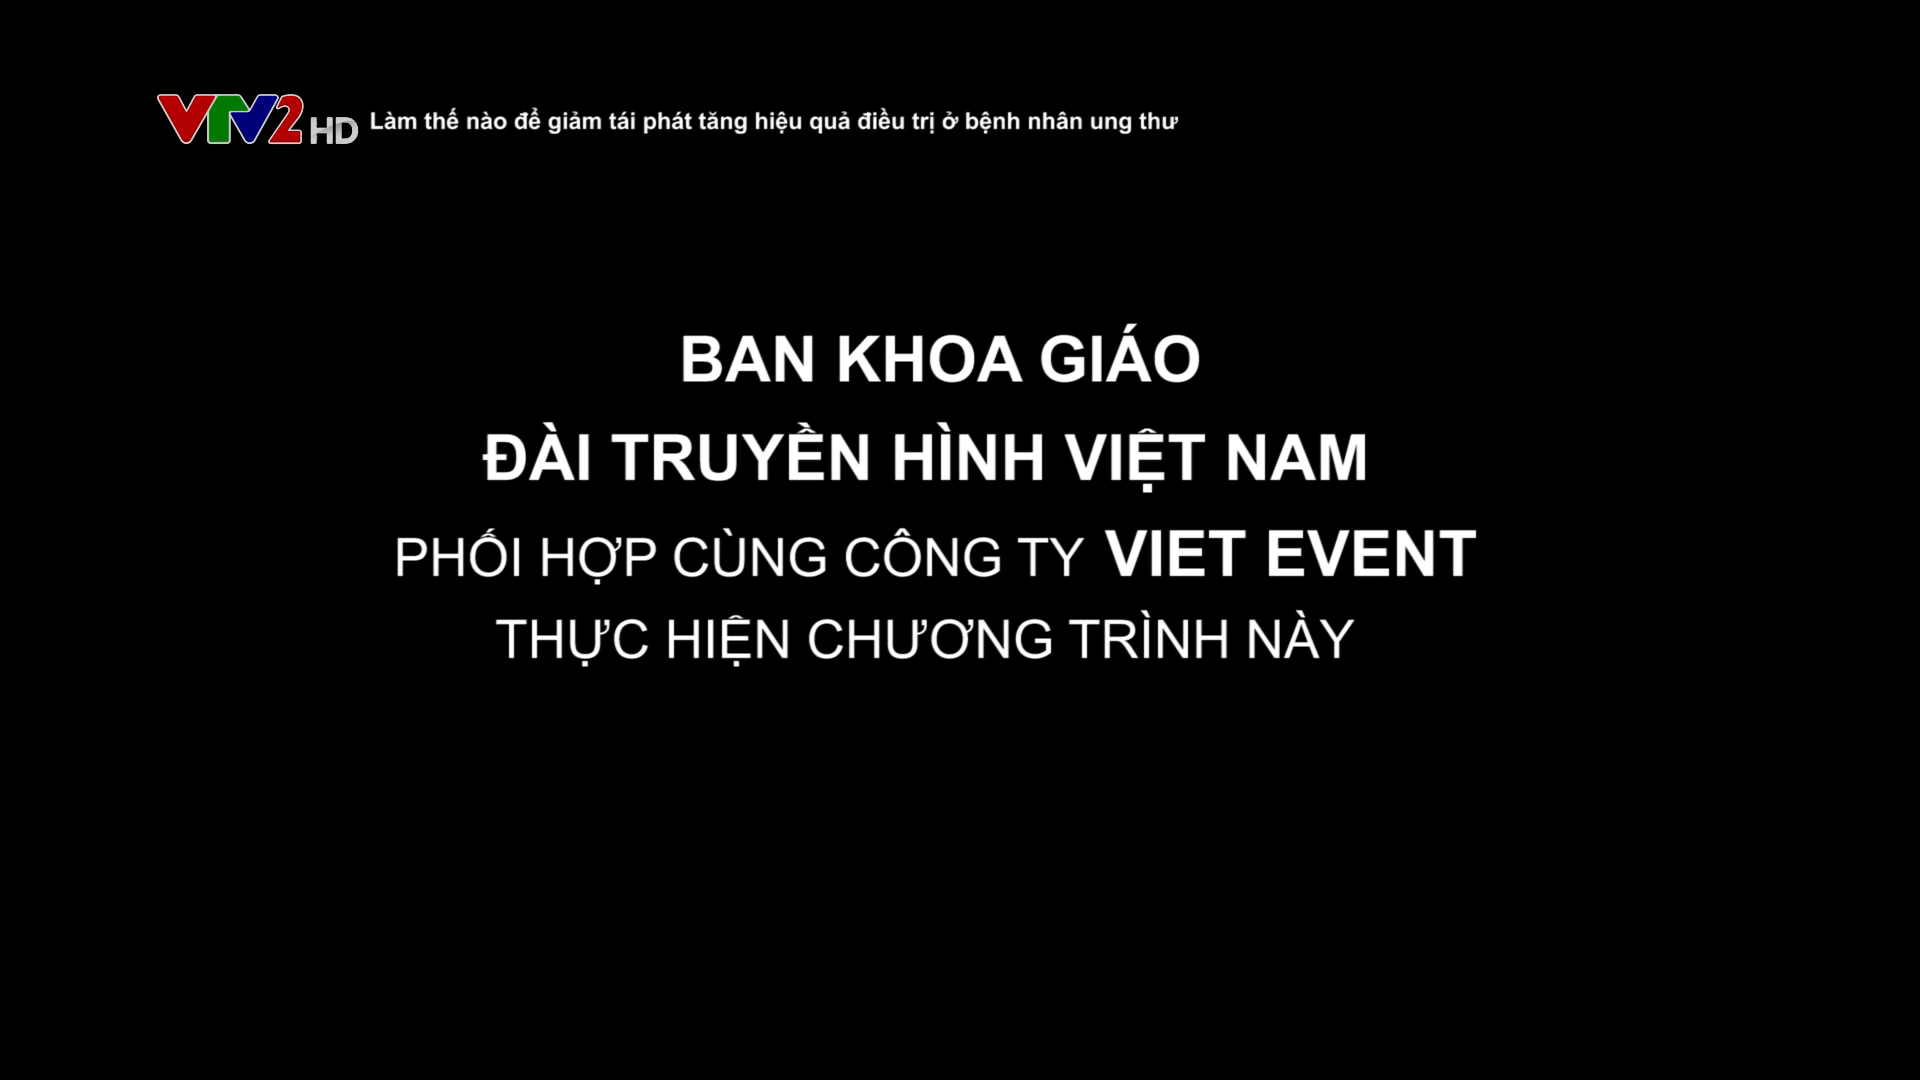 VTV2 HD Làm thế nào để giảm tái phát tăng hiệu quả điều trị ở bệnh nhân ung thư
BAN KHOA GIÁO
ĐÀI TRUYỀN HÌNH VIỆT NAM
PHỐI HỢP CÙNG CÔNG TY VIET EVENT
THỰC HIỆN CHƯƠNG TRÌNH NÀY